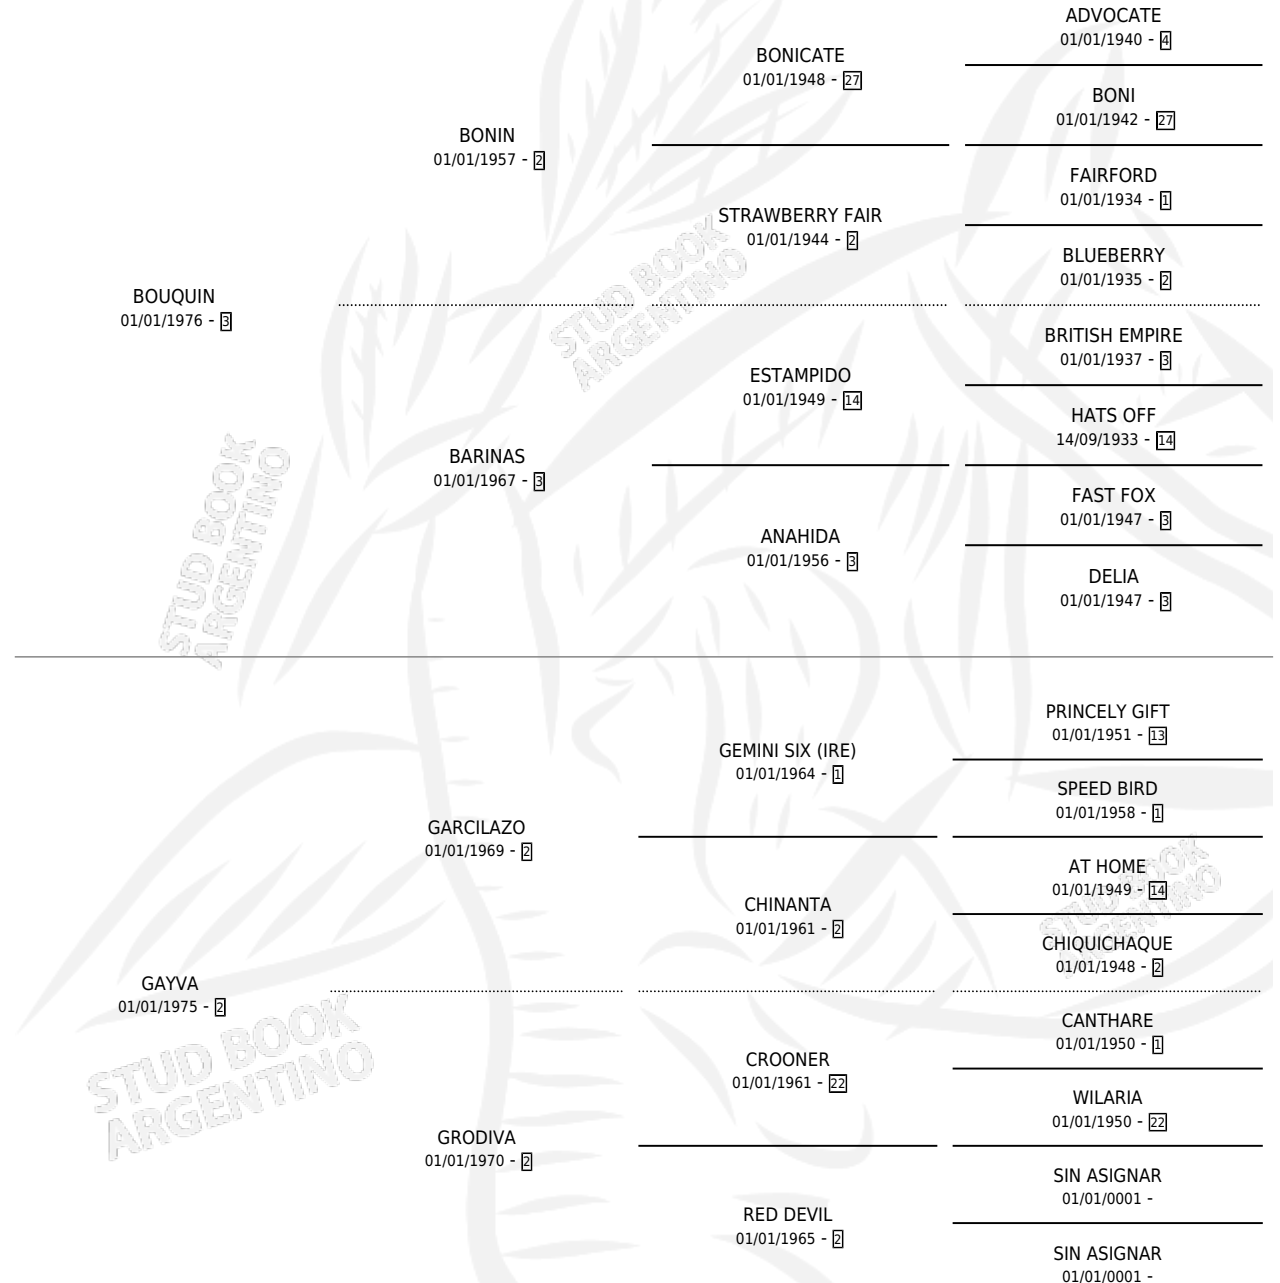 ADVOCATE
01/01/1940 - 4
BONICATE
01/01/1948 - 27
BONI
01/01/1942 - 27
BONIN
01/01/1957 - 2
FAIRFORD
01/01/1934 - 1
STRAWBERRY FAIR
01/01/1944 - 2
BLUEBERRY
01/01/1935 - 2
BOUQUIN
01/01/1976 - 3
BRITISH EMPIRE
01/01/1937 - 3
ESTAMPIDO
01/01/1949 - 14
HATS OFF
14/09/1933 - 14
BARINAS
01/01/1967 - 3
FAST FOX
01/01/1947 - 3
ANAHIDA
01/01/1956 - 3
DELIA
01/01/1947 - 3
PRINCELY GIFT
01/01/1951 - 13
GEMINI SIX (IRE)
01/01/1964 - 1
SPEED BIRD
01/01/1958 - 1
GARCILAZO
01/01/1969 - 2
AT HOME
01/01/1949 - 14
CHINANTA
01/01/1961 - 2
CHIQUICHAQUE
01/01/1948 - 2
GAYVA
01/01/1975 - 2
CANTHARE
01/01/1950 - 1
CROONER
01/01/1961 - 22
WILARIA
01/01/1950 - 22
GRODIVA
01/01/1970 - 2
SIN ASIGNAR
01/01/0001 -
RED DEVIL
01/01/1965 - 2
SIN ASIGNAR
01/01/0001 -
STUD BOOK
ARGENTINO
STUD BOOK
ARGENTINO
STUD BOOK
ARGENTINO
STUD BOOK
ARGENTINO